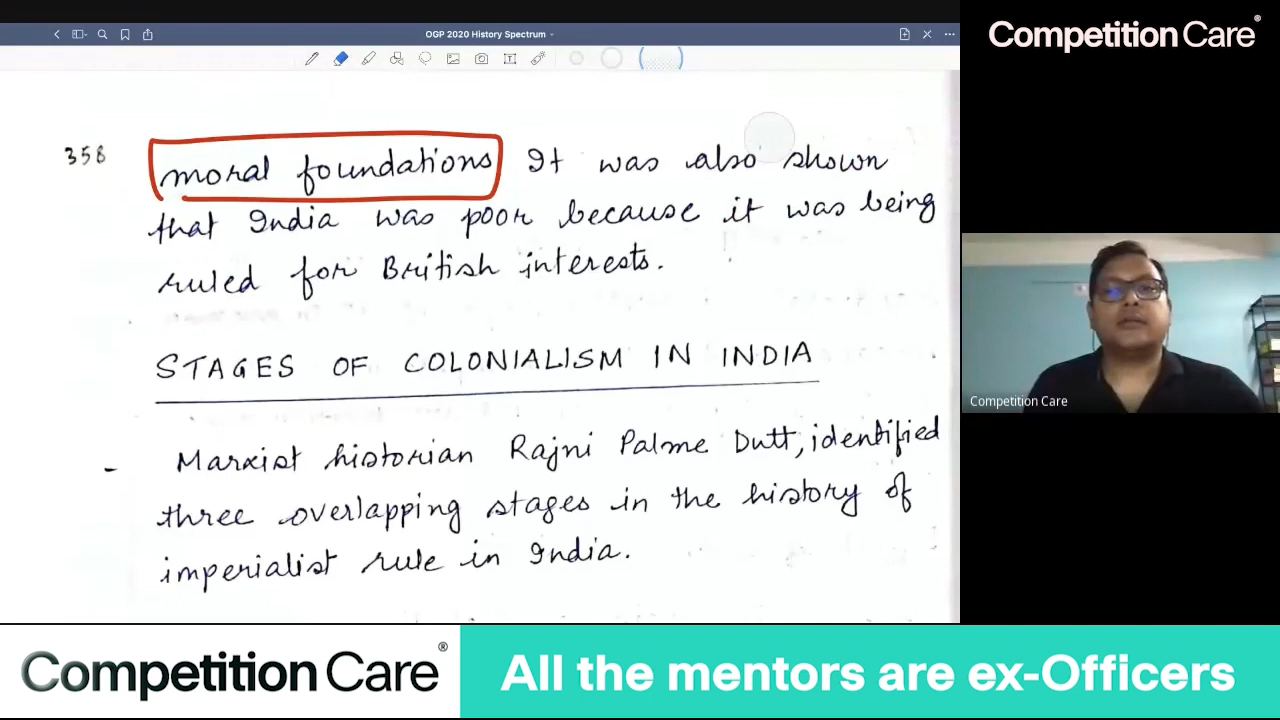 OGP 2020 History Spectrum
Competition Care®
358
moral foundations It was also shown
that India was poor because it was being
ruled for British interests.
STAGES OF COLONIALISM IN INDIA
- Marxist historian Rajni Palme Dutt, identified
three overlapping stages in the history of
imperialist rule in India.
Competition Care
Competition Care®
All the mentors are ex-Officers